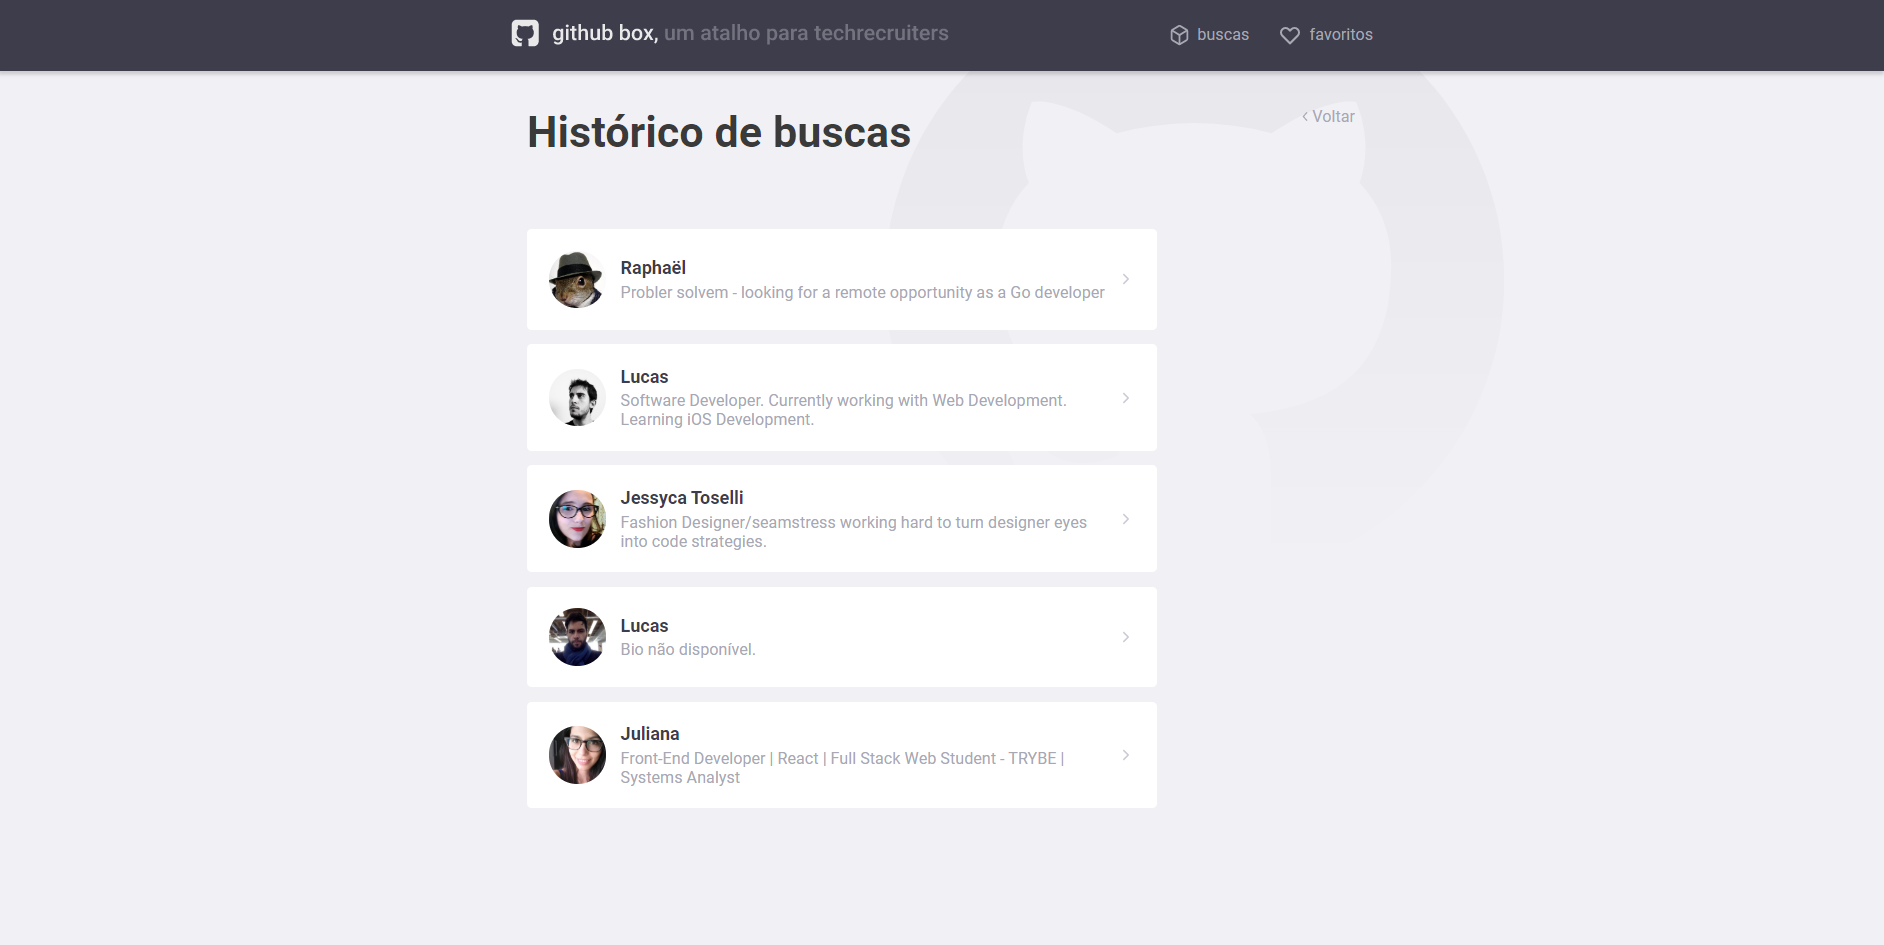 github box, um atalho para techrecruiters
buscas
favoritos
Histórico de buscas
‹ Voltar
Raphaël
Probler solvem - looking for a remote opportunity as a Go developer
Lucas
Software Developer. Currently working with Web Development.
Learning iOS Development.
Jessyca Toselli
Fashion Designer/seamstress working hard to turn designer eyes
into code strategies.
Lucas
Bio não disponível.
Juliana
Front-End Developer | React | Full Stack Web Student - TRYBE |
Systems Analyst